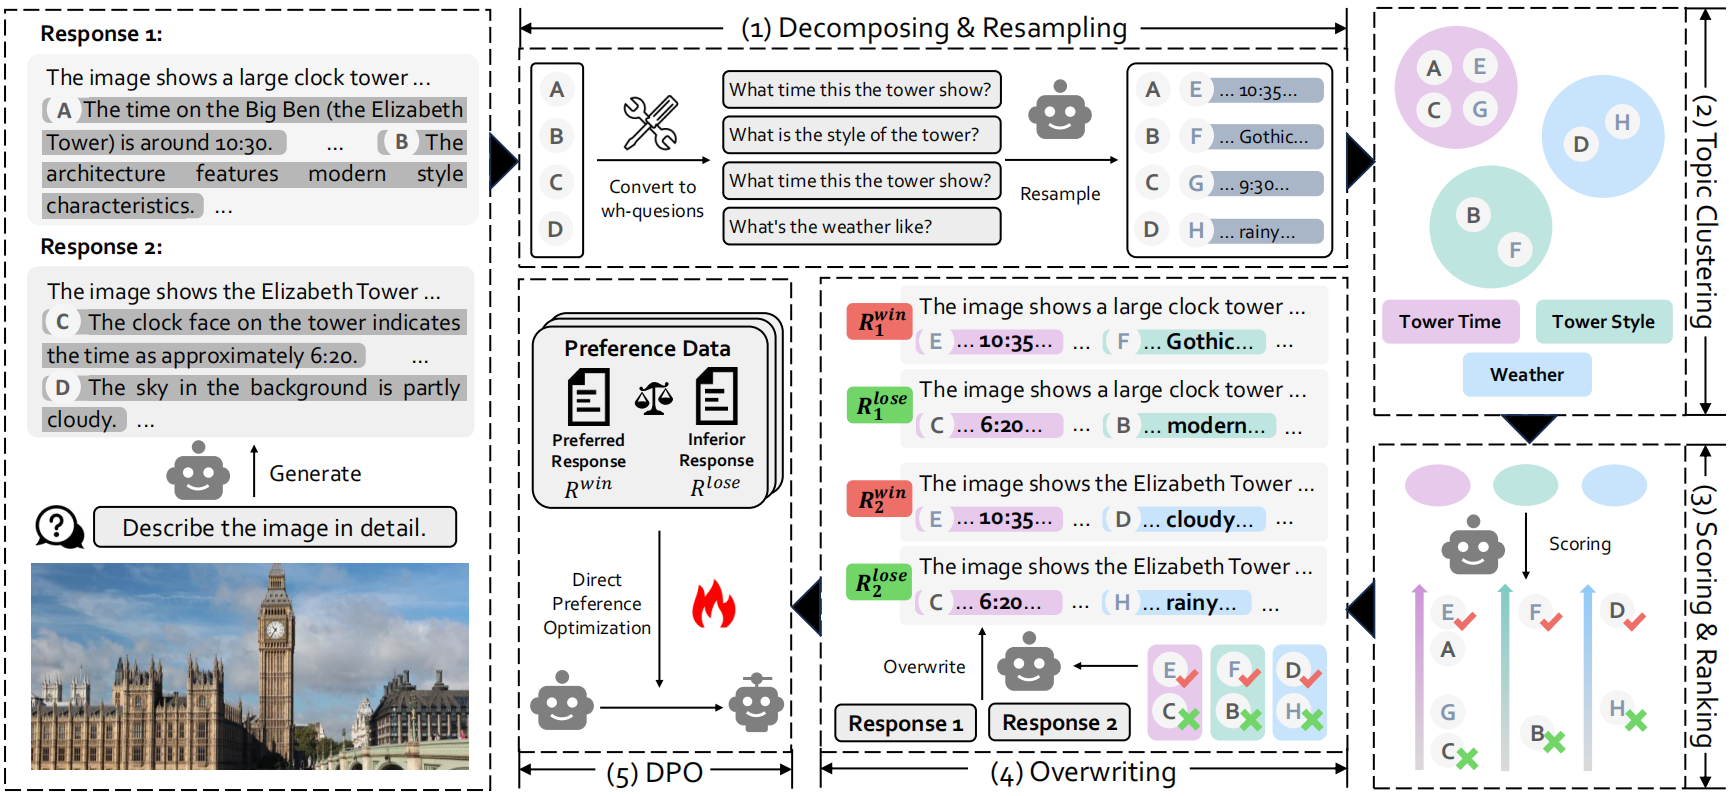 Response 1:
The image shows a large clock tower ...
A The time on the Big Ben (the Elizabeth
Tower) is around 10:30. ... B The
architecture features modern style
characteristics. ...
Response 2:
The image shows the Elizabeth Tower ...
C The clock face on the tower indicates
the time as approximately 6:20. ...
D The sky in the background is partly
cloudy. ...
Generate
Describe the image in detail.
(1) Decomposing & Resampling
A
B
C
D
Convert to
wh-quesions
What time this the tower show?
What is the style of the tower?
What time this the tower show?
What's the weather like?
Resample
A E ... 10:35...
B F ... Gothic...
C G ... 9:30...
D H ... rainy...
(2) Topic Clustering
A E
C G
D H
B
F
Tower Time
Tower Style
Weather
(3) Scoring & Ranking
Scoring
E F D
A
G H
C B
(4) Overwriting
R1^win The image shows a large clock tower ...
E ... 10:35... ... F ... Gothic... ...
R1^lose The image shows a large clock tower ...
C ... 6:20... ... B ... modern... ...
R2^win The image shows the Elizabeth Tower ...
E ... 10:35... ... D ... cloudy... ...
R2^lose The image shows the Elizabeth Tower ...
C ... 6:20... ... H ... rainy... ...
Overwrite
Response 1
Response 2
E F D
C B H
(5) DPO
Preference Data
Preferred
Response
R^win
Inferior
Response
R^lose
Direct
Preference
Optimization